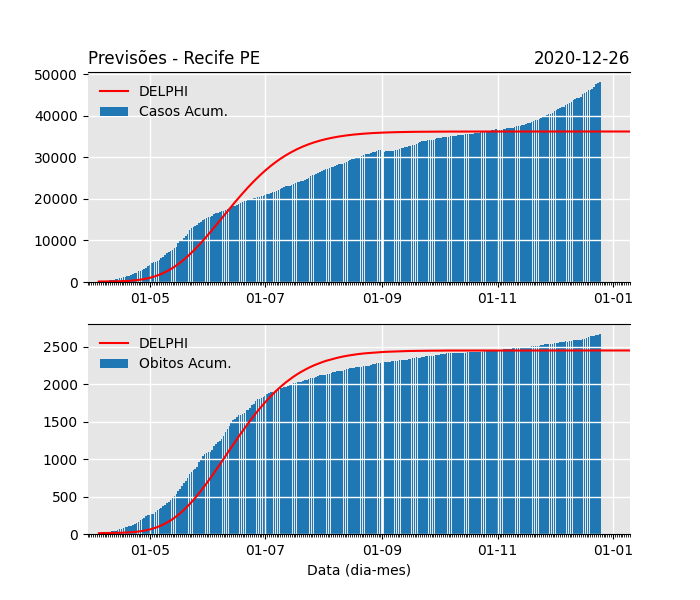 Previsões - Recife PE 2020-12-26
50000
40000
30000
20000
10000
0
DELPHI
Casos Acum.
01-05 01-07 01-09 01-11 01-01
2500
2000
1500
1000
500
0
DELPHI
Obitos Acum.
01-05 01-07 01-09 01-11 01-01
Data (dia-mes)